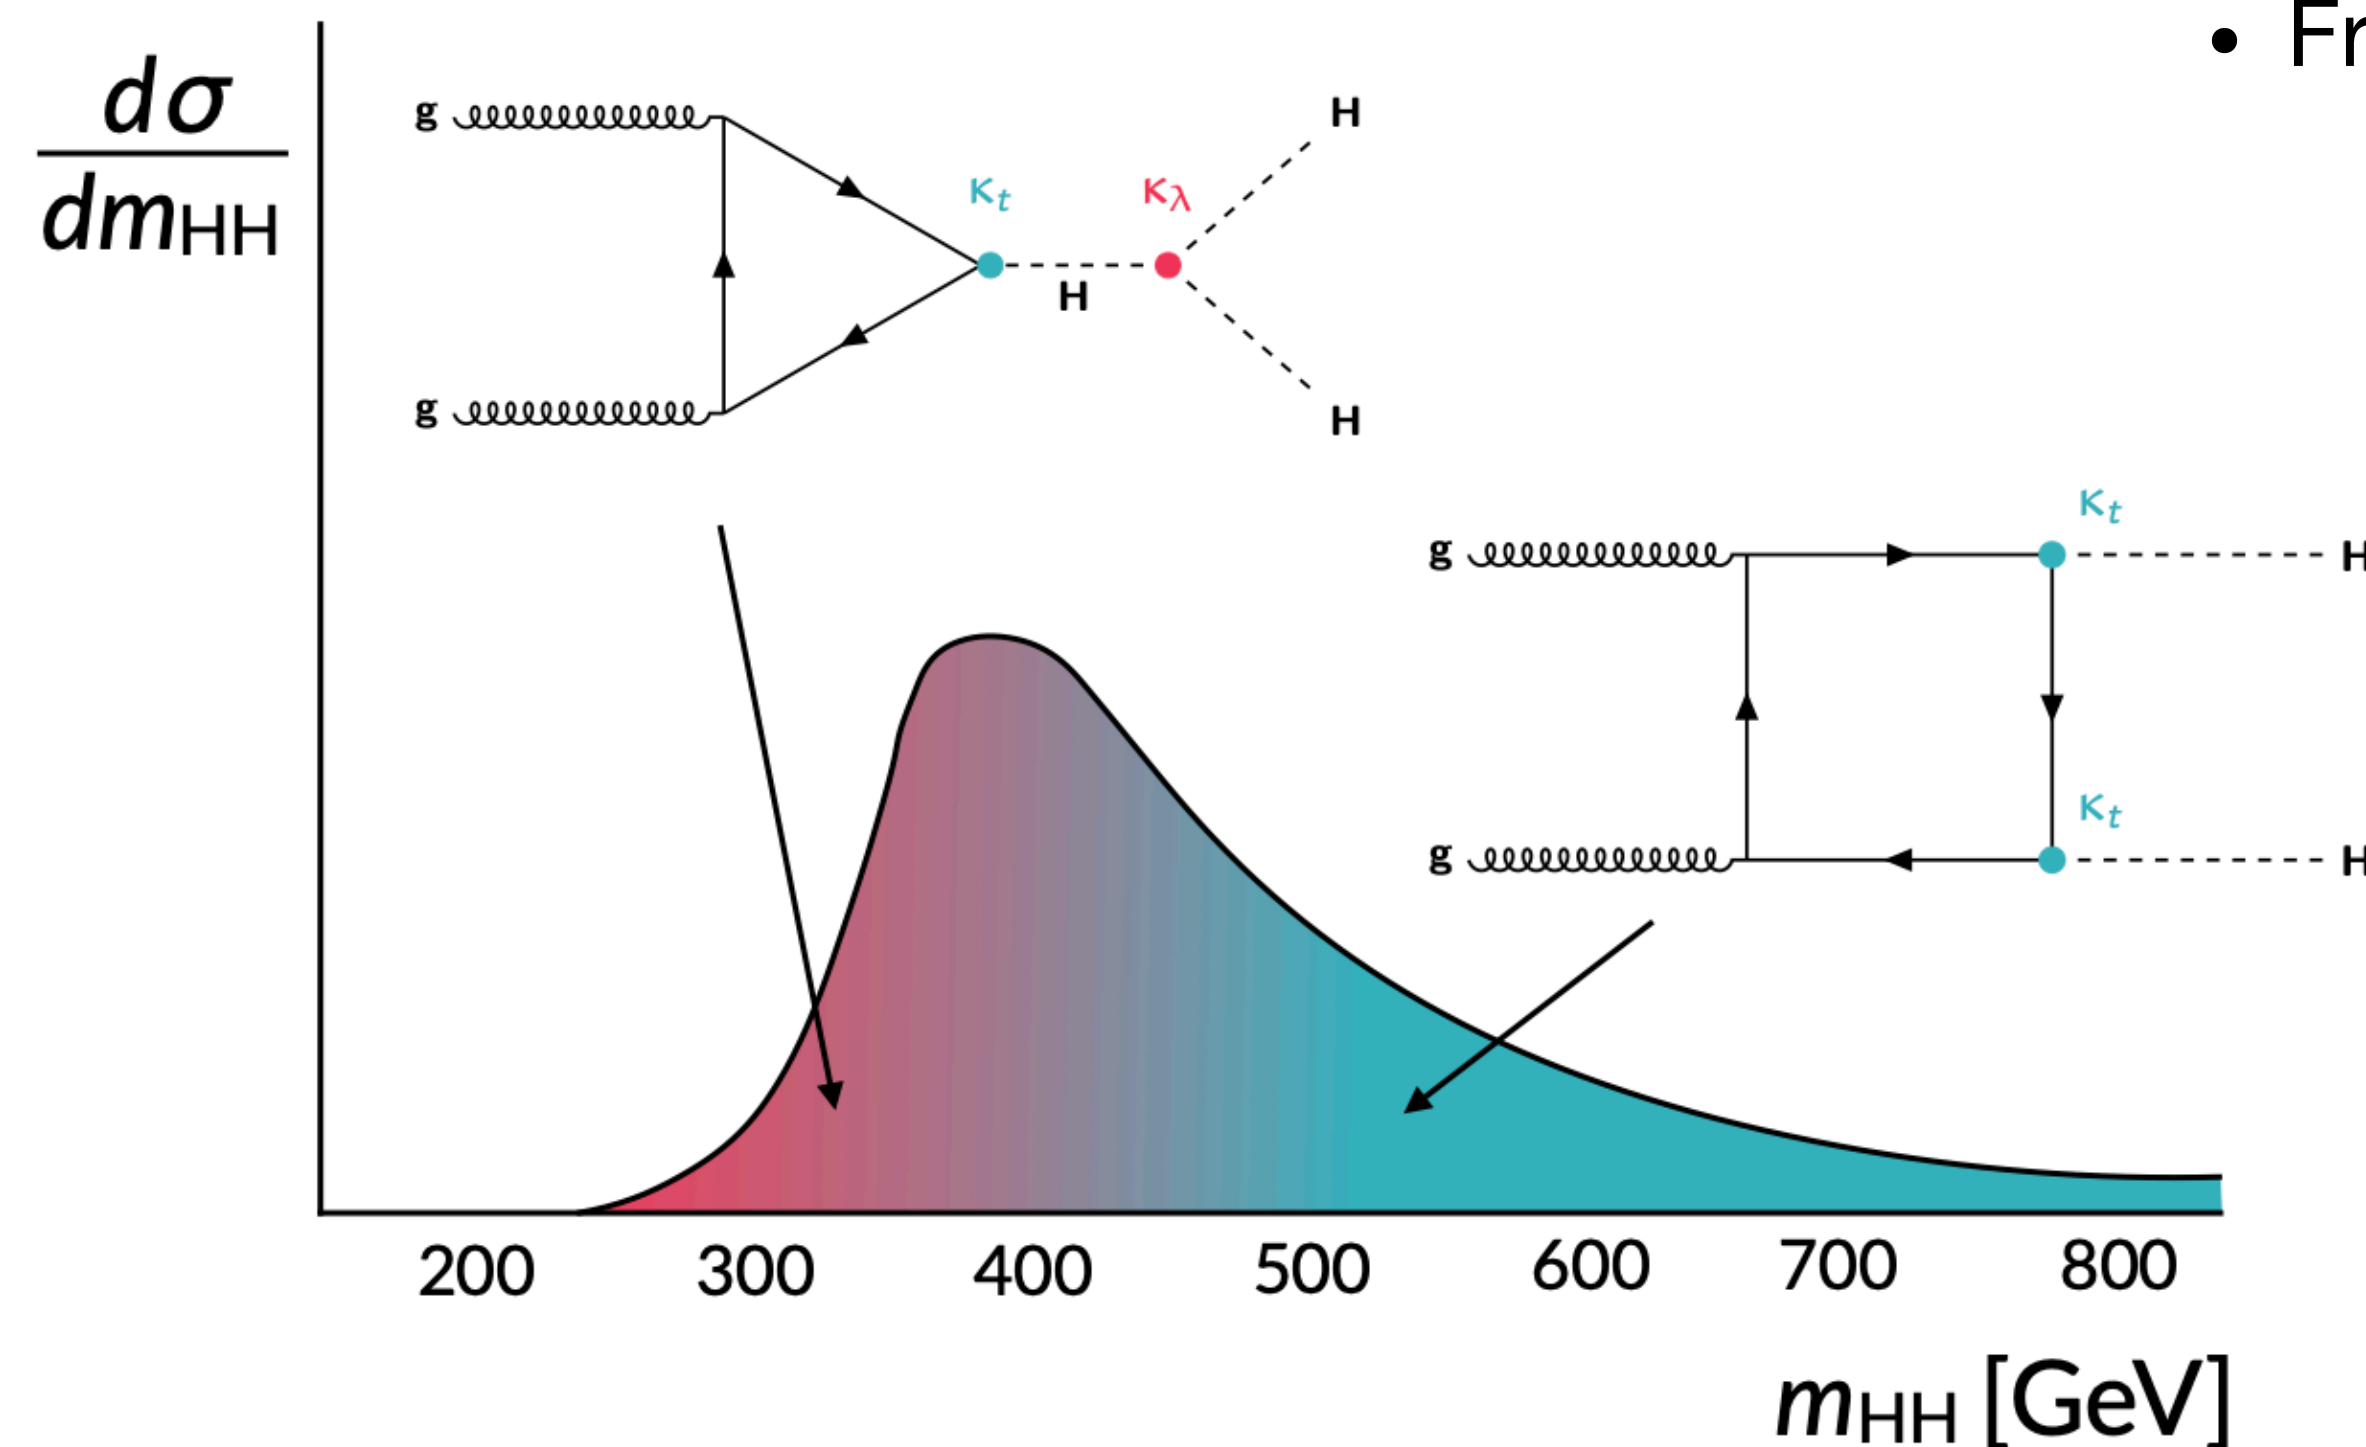 • Fr
dσ
dmHH
g
H
κt
κλ
H
g
H
κt
g
H
κt
g
H
200 300 400 500 600 700 800
mHH [GeV]